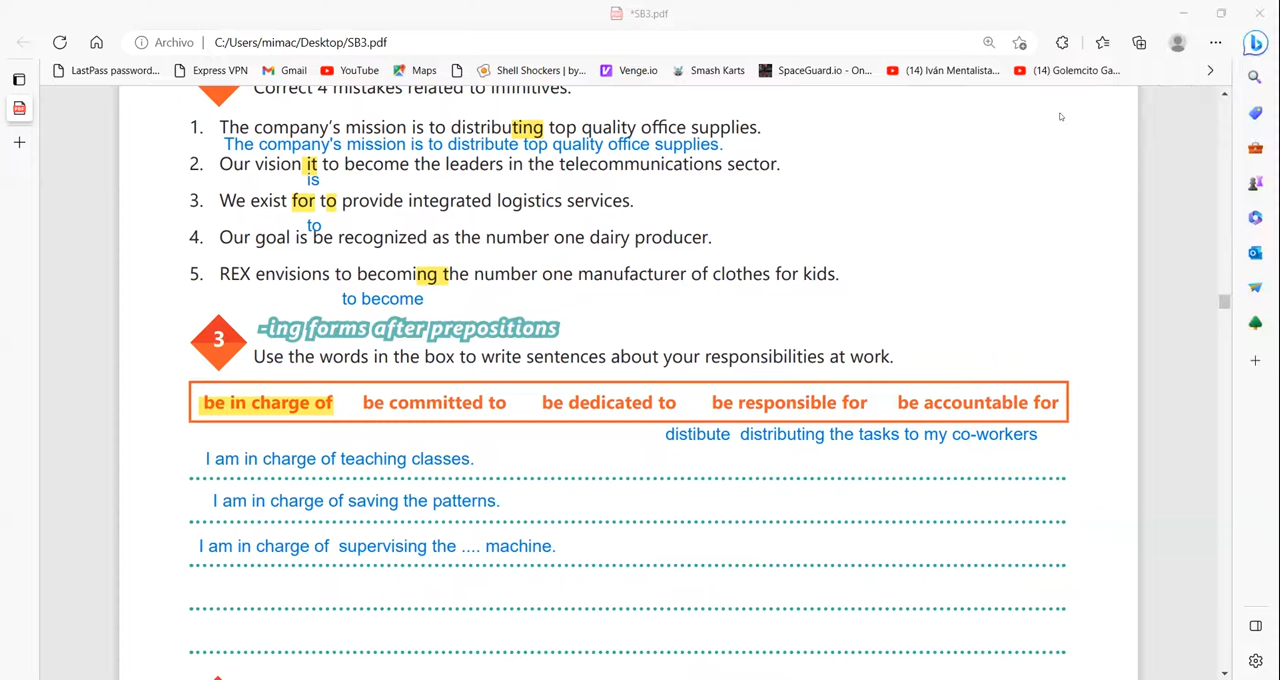 *SB3.pdf
Archivo C:/Users/mimac/Desktop/SB3.pdf
LastPass password... Express VPN Gmail YouTube Maps Shell Shockers | by... Venge.io Smash Karts SpaceGuard.io - On... (14) Iván Mentalista... (14) Golemcito Ga...
Correct 4 mistakes related to infinitives.
1. The company's mission is to distributing top quality office supplies.
The company's mission is to distribute top quality office supplies.
2. Our vision it to become the leaders in the telecommunications sector.
is
3. We exist for to provide integrated logistics services.
to
4. Our goal is be recognized as the number one dairy producer.
5. REX envisions to becoming the number one manufacturer of clothes for kids.
to become
3 -ing forms after prepositions
Use the words in the box to write sentences about your responsibilities at work.
be in charge of be committed to be dedicated to be responsible for be accountable for
distibute distributing the tasks to my co-workers
I am in charge of teaching classes.
I am in charge of saving the patterns.
I am in charge of supervising the .... machine.